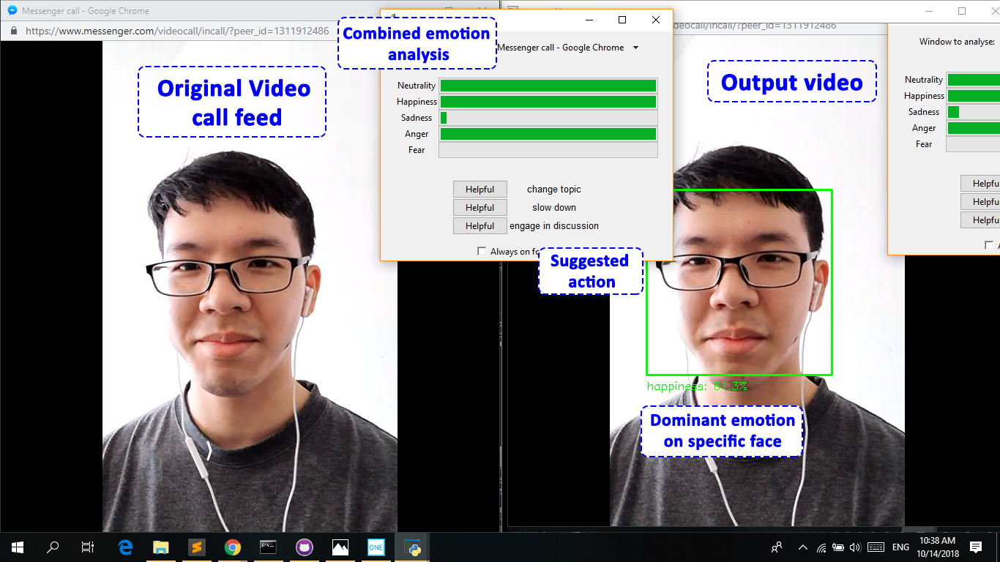 Messenger call - Google Chrome
https://www.messenger.com/videocall/incall/?peer_id=1311912486
Original Video
call feed
Combined emotion
analysis
Messenger call - Google Chrome
Neutrality
Happiness
Sadness
Anger
Fear
Helpful change topic
Helpful slow down
Helpful engage in discussion
Always on fo
Suggested
action
deocall/incall/?peer_id=1311912486
Output video
Window to analyse:
Neutrality
Happiness
Sadness
Anger
Fear
Helpfu
Helpfu
Helpfu
happiness: 61.3%
Dominant emotion
on specific face
ONE
ENG
10:38 AM
10/14/2018